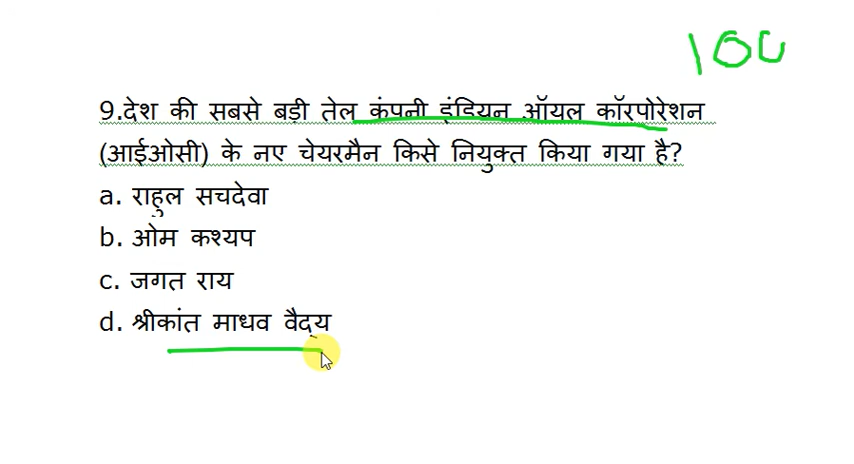 100
9.देश की सबसे बड़ी तेल कंपनी इंडियन ऑयल कॉरपोरेशन
(आईओसी) के नए चेयरमैन किसे नियुक्त किया गया है?
a. राहुल सचदेवा
b. ओम कश्यप
c. जगत राय
d. श्रीकांत माधव वैद्य